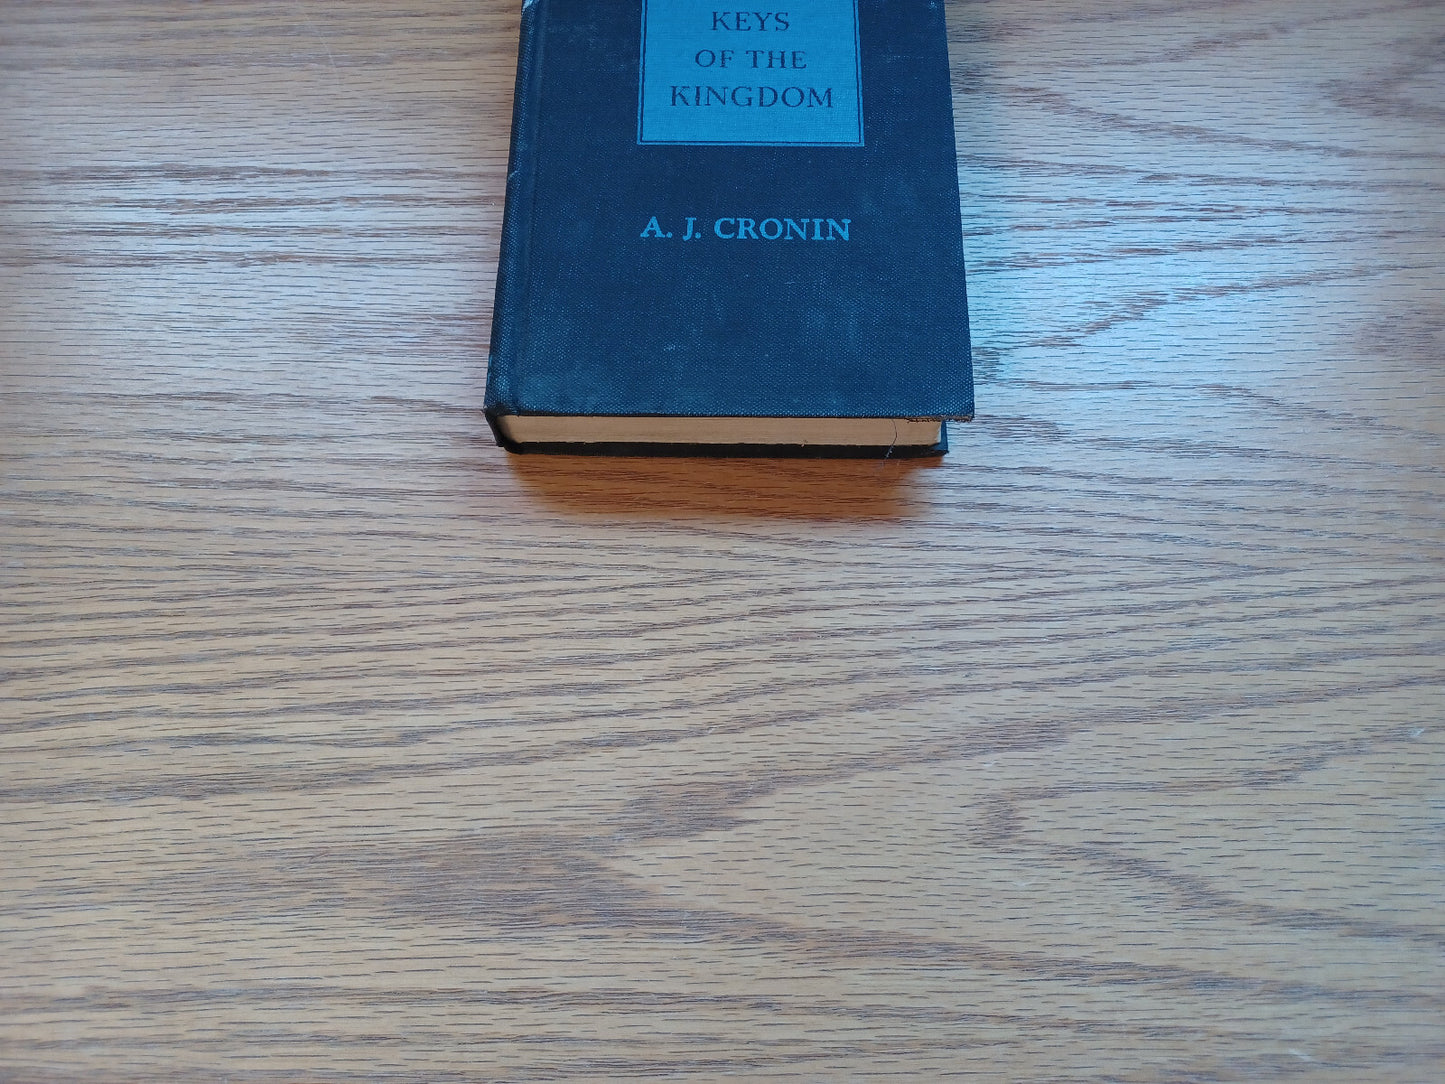 KEYS
OF THE
KINGDOM
A. J. CRONIN